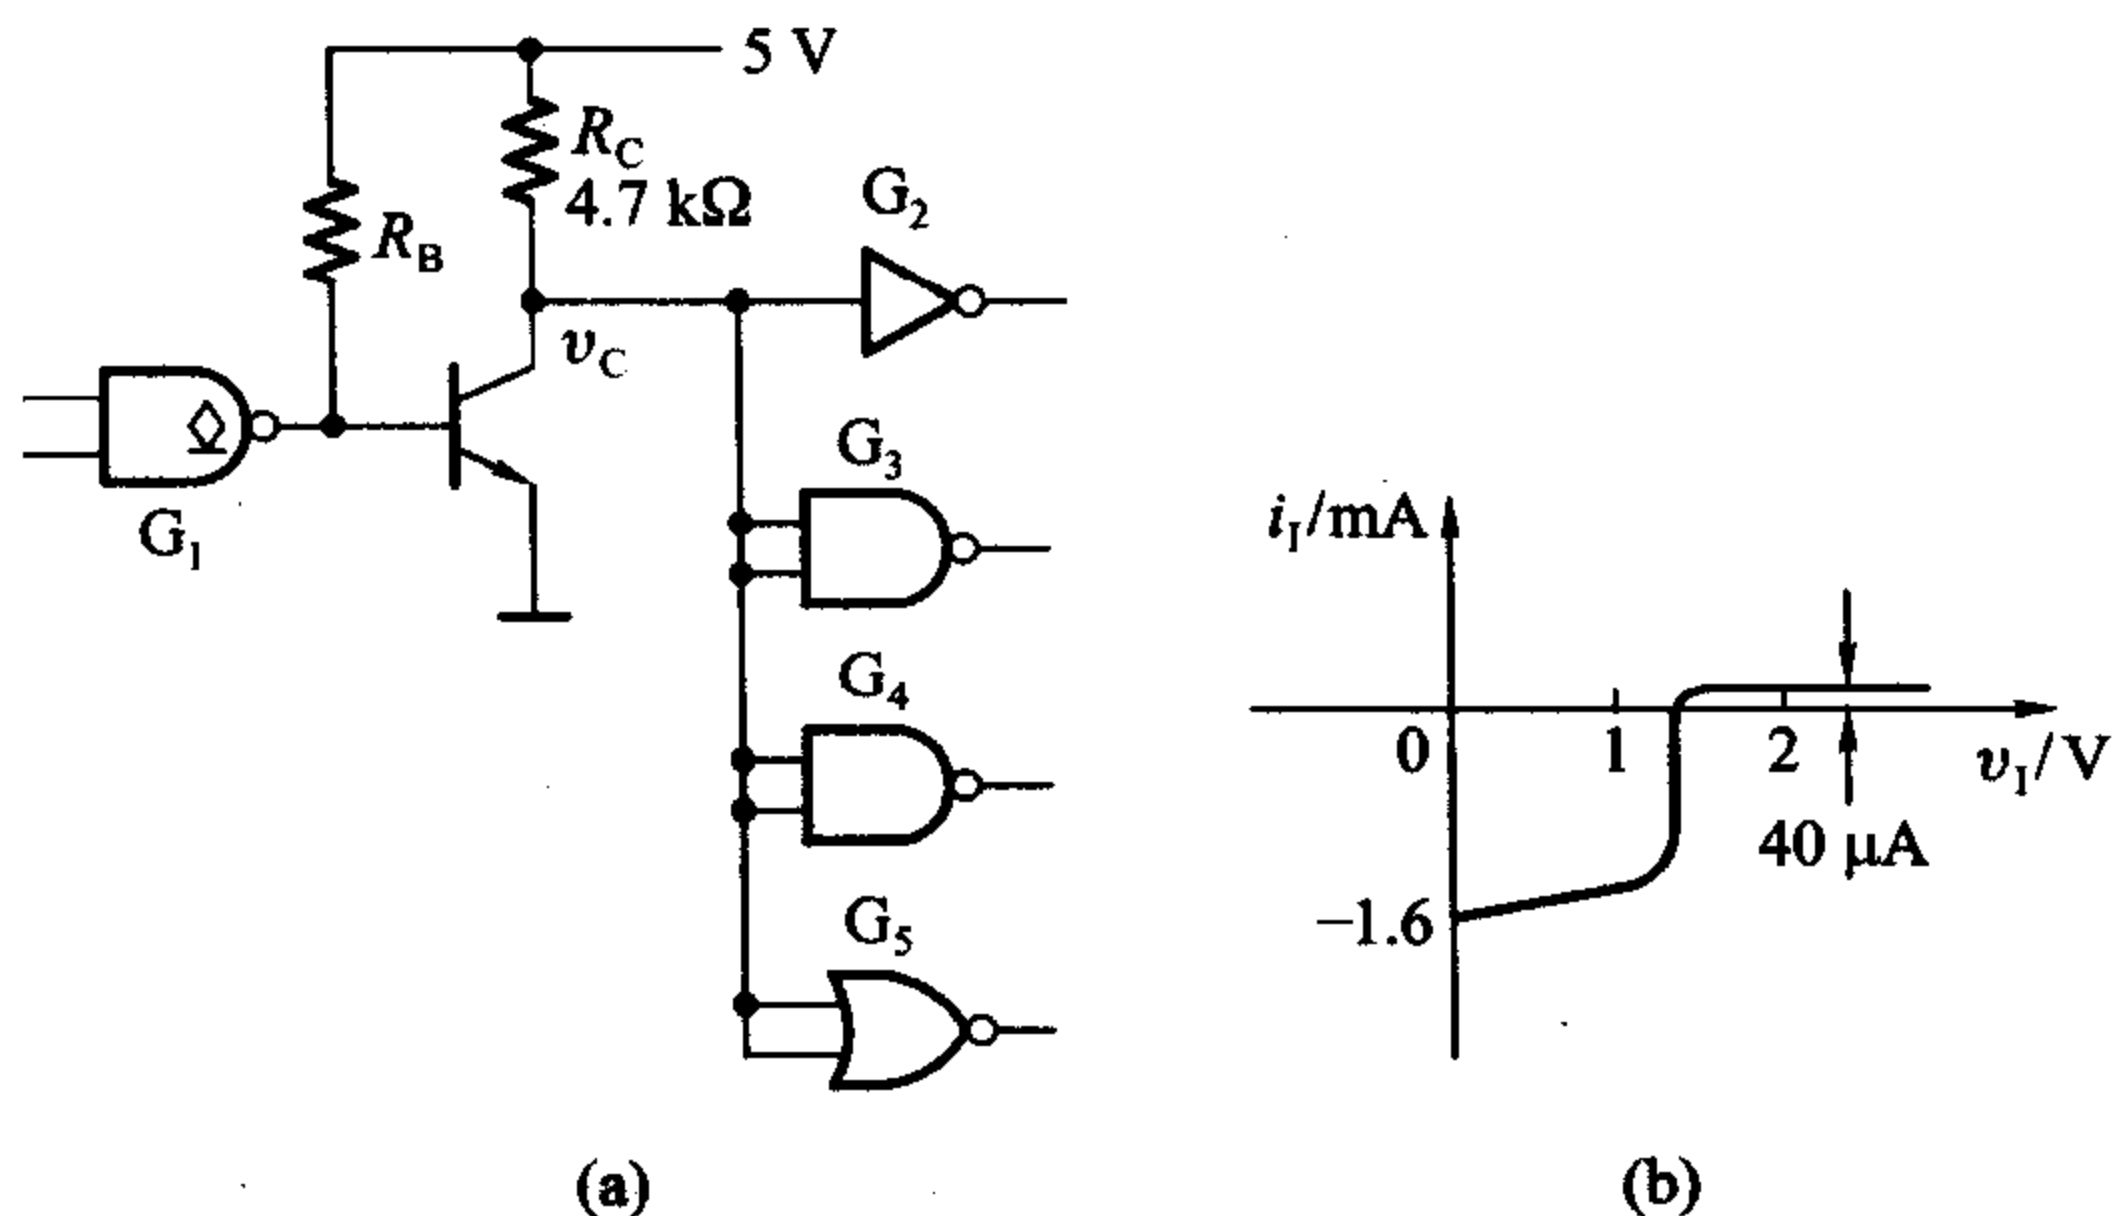 5 V
R_C
4.7 kΩ
R_B
G_2
v_C
G_1
G_3
G_4
G_5
(a)
i_I/mA
0
1
2
v_I/V
40 μA
−1.6
(b)